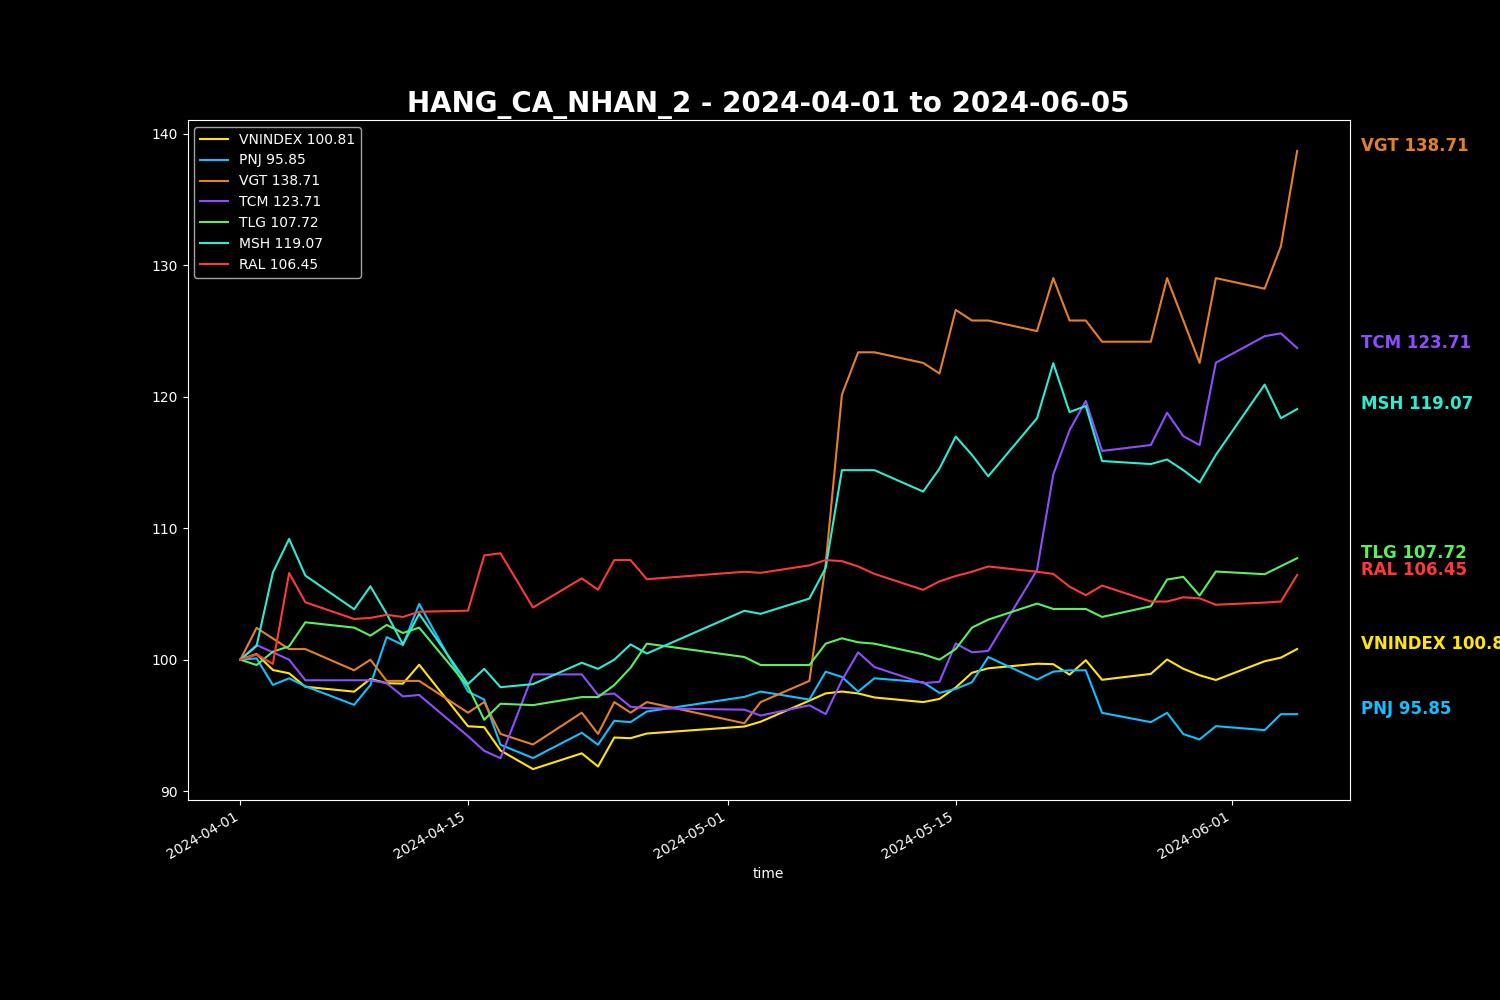 HANG_CA_NHAN_2 - 2024-04-01 to 2024-06-05
140
130
120
110
100
90
VNINDEX 100.81
PNJ 95.85
VGT 138.71
TCM 123.71
TLG 107.72
MSH 119.07
RAL 106.45
VGT 138.71
TCM 123.71
MSH 119.07
TLG 107.72
RAL 106.45
VNINDEX 100.8
PNJ 95.85
2024-04-01
2024-04-15
2024-05-01
2024-05-15
2024-06-01
time